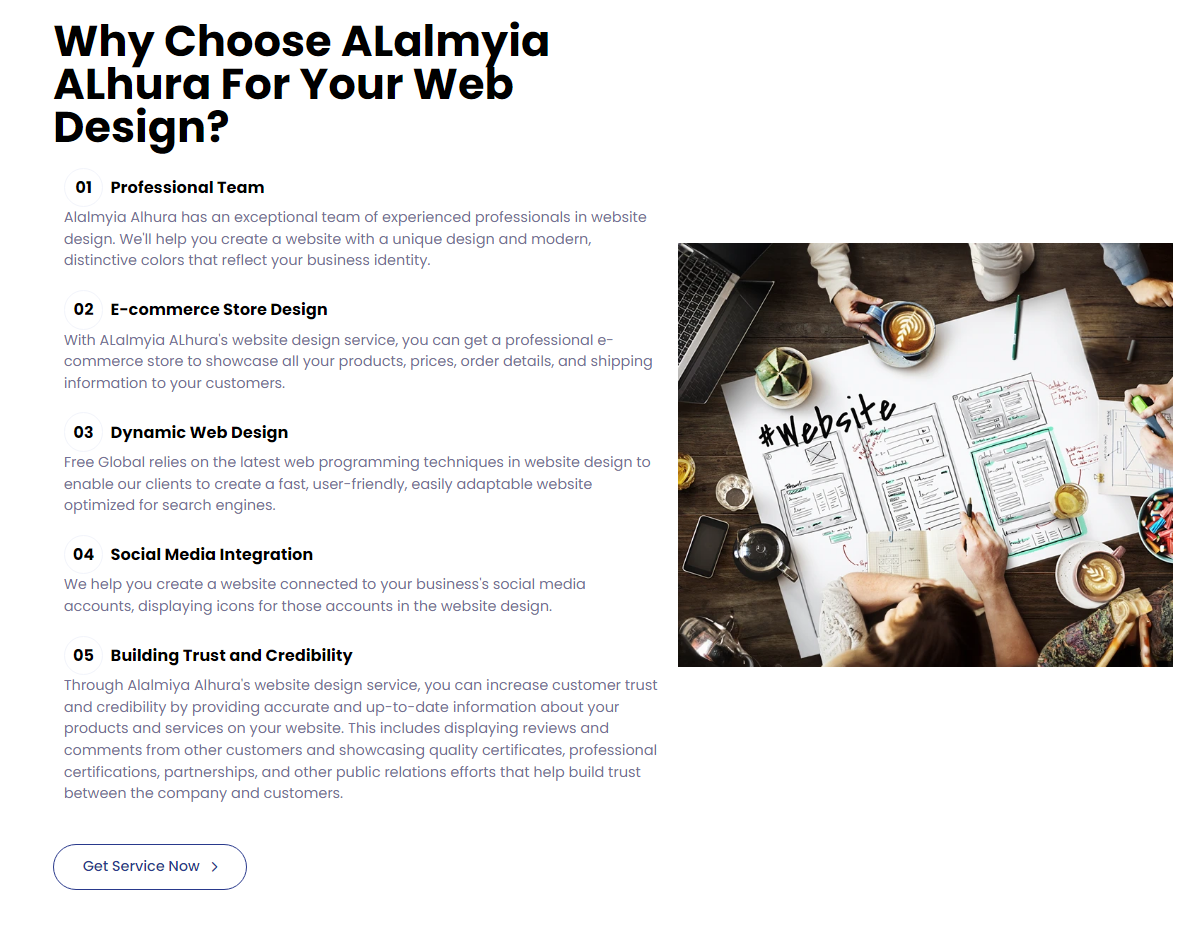 Why Choose ALalmyia
ALhura For Your Web
Design?
01 Professional Team
Alalmyia Alhura has an exceptional team of experienced professionals in website
design. We'll help you create a website with a unique design and modern,
distinctive colors that reflect your business identity.
02 E-commerce Store Design
With ALalmyia ALhura's website design service, you can get a professional e-
commerce store to showcase all your products, prices, order details, and shipping
information to your customers.
03 Dynamic Web Design
Free Global relies on the latest web programming techniques in website design to
enable our clients to create a fast, user-friendly, easily adaptable website
optimized for search engines.
04 Social Media Integration
We help you create a website connected to your business's social media
accounts, displaying icons for those accounts in the website design.
05 Building Trust and Credibility
Through Alalmiya Alhura's website design service, you can increase customer trust
and credibility by providing accurate and up-to-date information about your
products and services on your website. This includes displaying reviews and
comments from other customers and showcasing quality certificates, professional
certifications, partnerships, and other public relations efforts that help build trust
between the company and customers.
Get Service Now
#Website